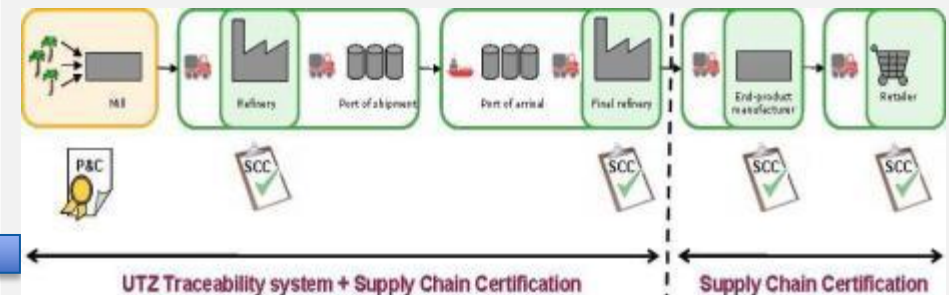 Mill
Refinery
Port of shipment
Port of arrival
Final refinery
End-product
manufacturer
Retailer
P&C
SCC
SCC
SCC
SCC
UTZ Traceability system + Supply Chain Certification
Supply Chain Certification